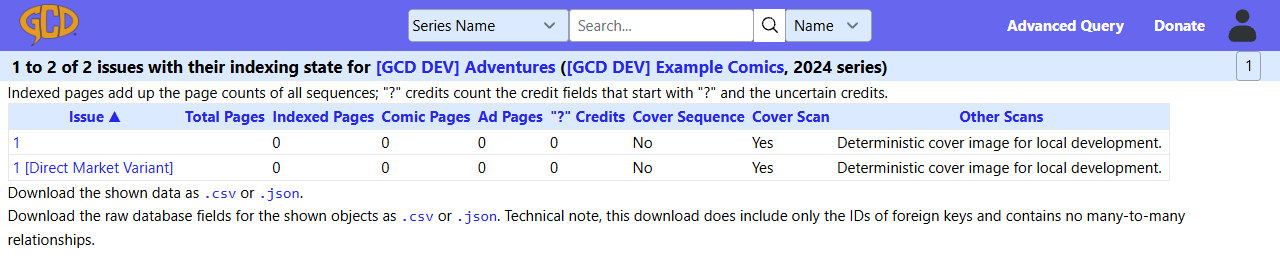 GCD
Series Name Search... Name Advanced Query Donate
1 to 2 of 2 issues with their indexing state for [GCD DEV] Adventures ([GCD DEV] Example Comics, 2024 series) 1
Indexed pages add up the page counts of all sequences; "?" credits count the credit fields that start with "?" and the uncertain credits.
Issue ▲ Total Pages Indexed Pages Comic Pages Ad Pages "?" Credits Cover Sequence Cover Scan Other Scans
1 0 0 0 0 No Yes Deterministic cover image for local development.
1 [Direct Market Variant] 0 0 0 0 No Yes Deterministic cover image for local development.
Download the shown data as .csv or .json.
Download the raw database fields for the shown objects as .csv or .json. Technical note, this download does include only the IDs of foreign keys and contains no many-to-many
relationships.